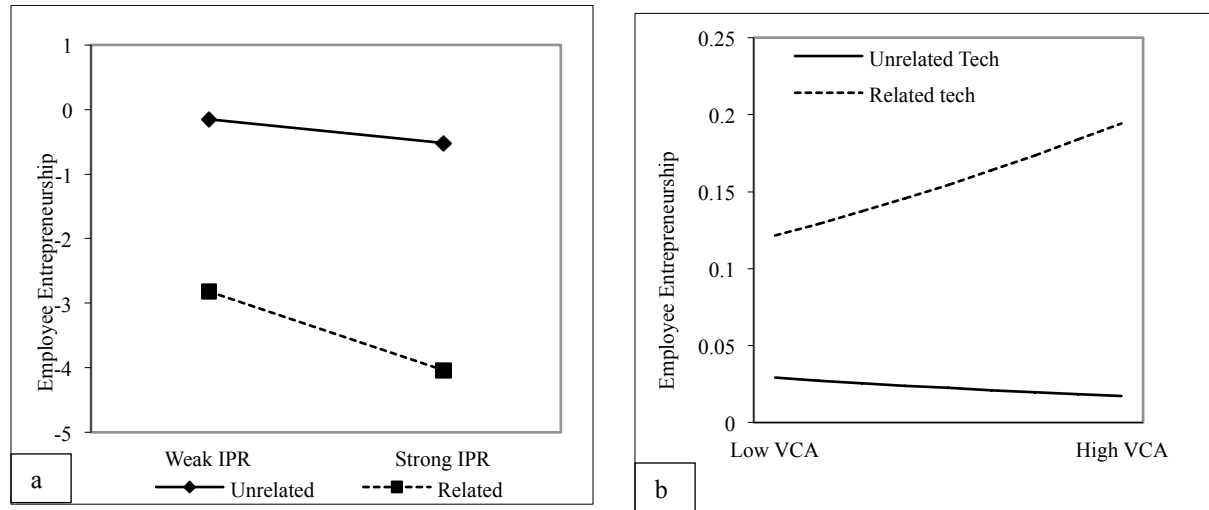 1
0
-1
-2
-3
-4
-5
Employee Entrepreneurship
Weak IPR Strong IPR
Unrelated Related
a
0.25
0.2
0.15
0.1
0.05
0
Employee Entrepreneurship
Unrelated Tech
Related tech
Low VCA High VCA
b